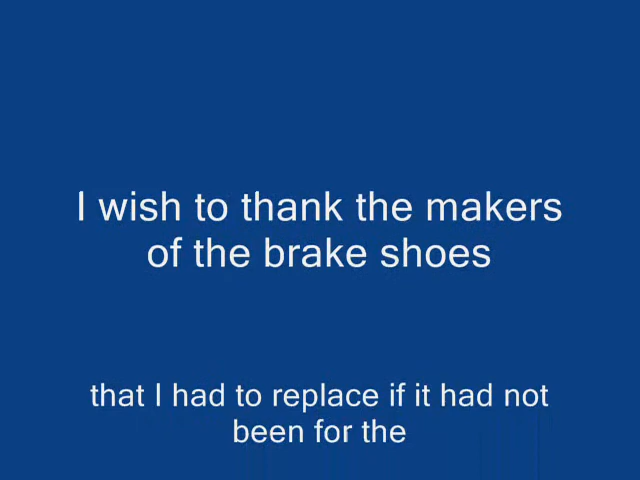 I wish to thank the makers
of the brake shoes
that I had to replace if it had not
been for the